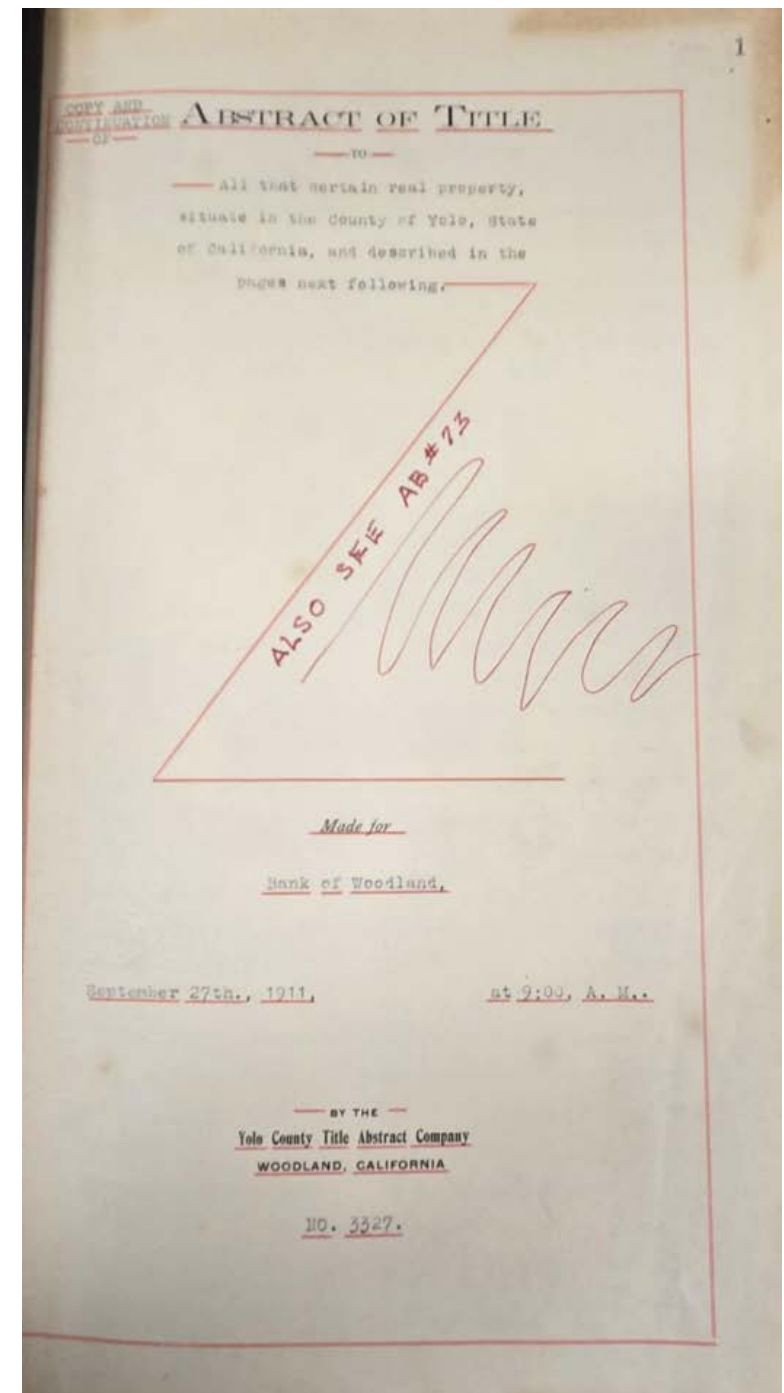 1
COPY AND
CONTINUATION
OF
ABSTRACT OF TITLE
TO
All that certain real property,
situate in the County of Yolo, State
of California, and described in the
pages next following.
ALSO SEE AB#73
Made for
Bank of Woodland,
September 27th., 1911, at 9:00, A. M..
BY THE
Yolo County Title Abstract Company
WOODLAND, CALIFORNIA
NO. 3327.